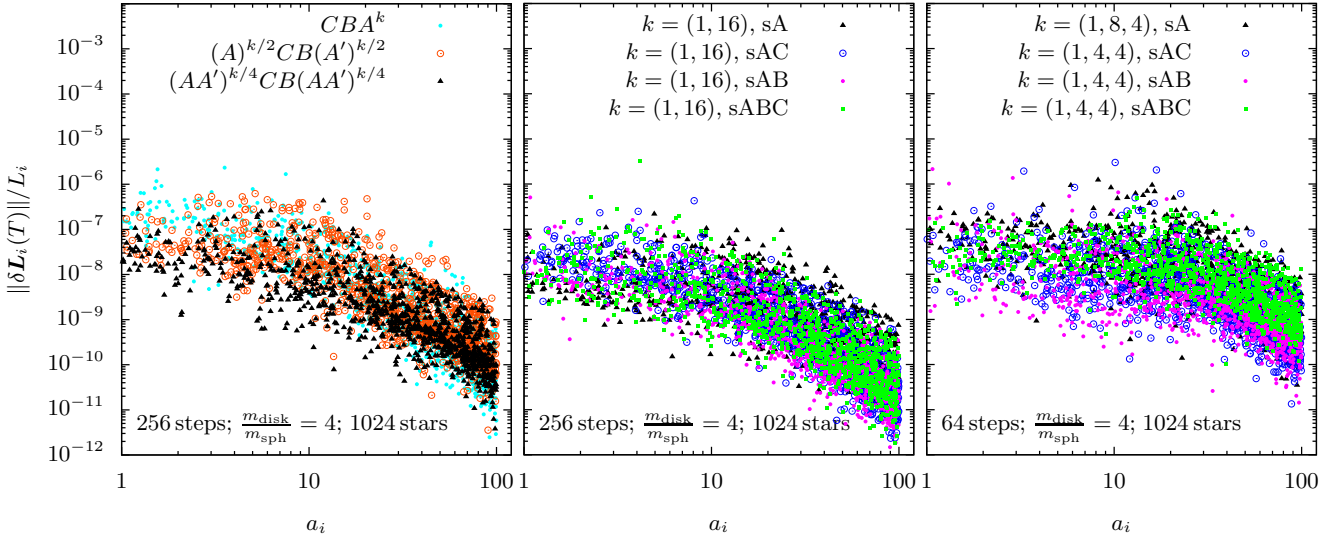 CBA^k
(A)^{k/2}CB(A′)^{k/2}
(AA′)^{k/4}CB(AA′)^{k/4}
k = (1, 16), sA
k = (1, 16), sAC
k = (1, 16), sAB
k = (1, 16), sABC
k = (1, 8, 4), sA
k = (1, 4, 4), sAC
k = (1, 4, 4), sAB
k = (1, 4, 4), sABC
10^{-3}
10^{-4}
10^{-5}
10^{-6}
10^{-7}
10^{-8}
10^{-9}
10^{-10}
10^{-11}
10^{-12}
||δL_i(T)||/L_i
256 steps; m_disk/m_sph = 4; 1024 stars
256 steps; m_disk/m_sph = 4; 1024 stars
64 steps; m_disk/m_sph = 4; 1024 stars
1 10 100
1 10 100
1 10 100
a_i
a_i
a_i